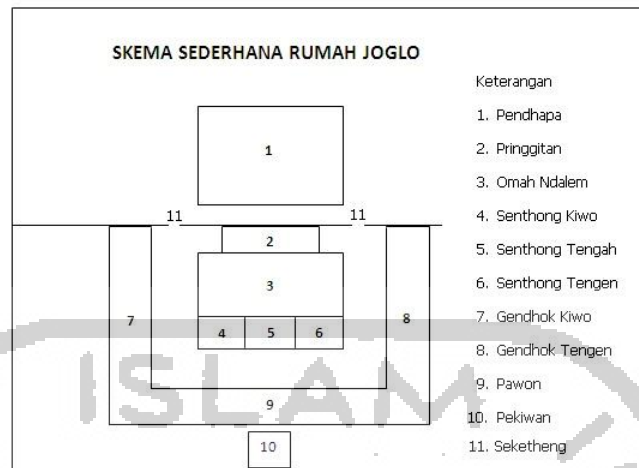 SKEMA SEDERHANA RUMAH JOGLO
Keterangan
1. Pendhapa
2. Pringgitan
3. Omah Ndalem
4. Senthong Kiwo
5. Senthong Tengah
6. Senthong Tengen
7. Gendhok Kiwo
8. Gendhok Tengen
9. Pawon
10. Pekiwan
11. Seketheng
1
11 11
2
3
7 4 5 6 8
9
10
ISLAM